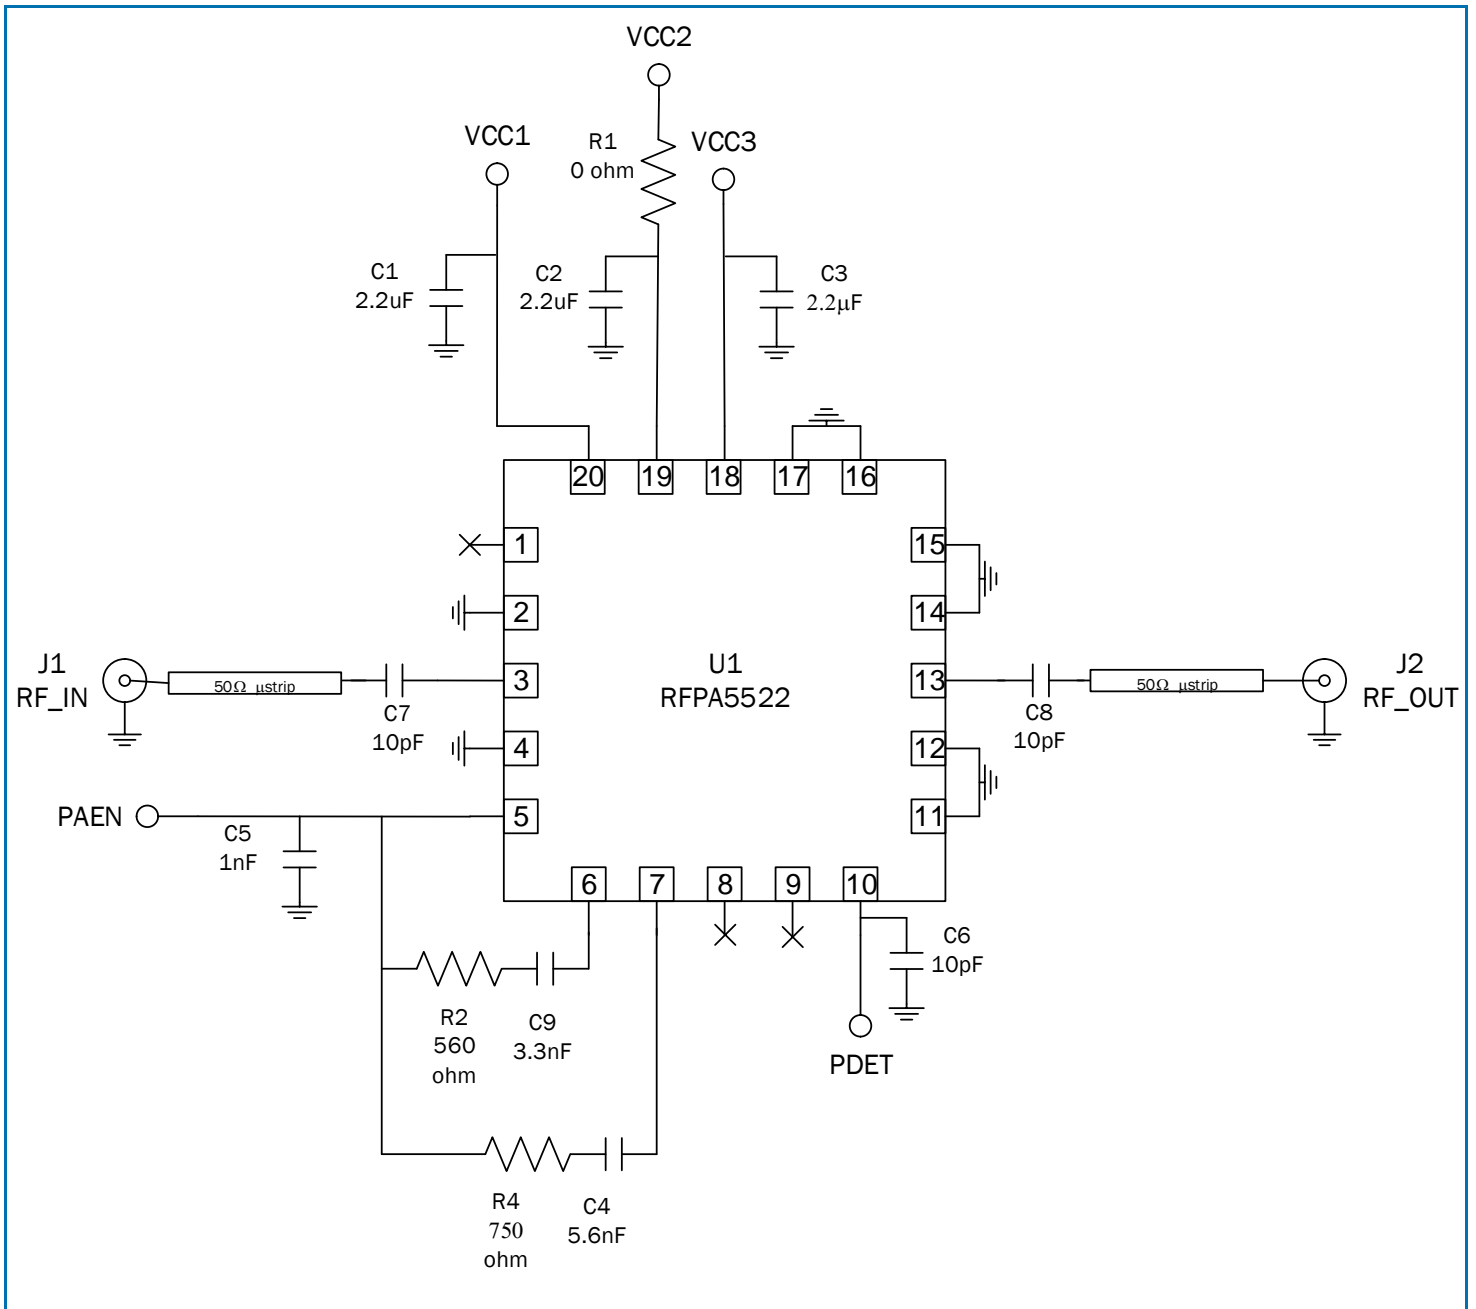 VCC2
VCC1
R1
0 ohm
VCC3
C1
2.2uF
C2
2.2uF
C3
2.2µF
20
19
18
17
16
1
15
2
14
J1
RF_IN
50Ω µstrip
C7
10pF
3
U1
RFPA5522
13
C8
10pF
50Ω µstrip
J2
RF_OUT
4
12
PAEN
C5
1nF
5
11
6
7
8
9
10
C6
10pF
R2
560
ohm
C9
3.3nF
PDET
R4
750
ohm
C4
5.6nF